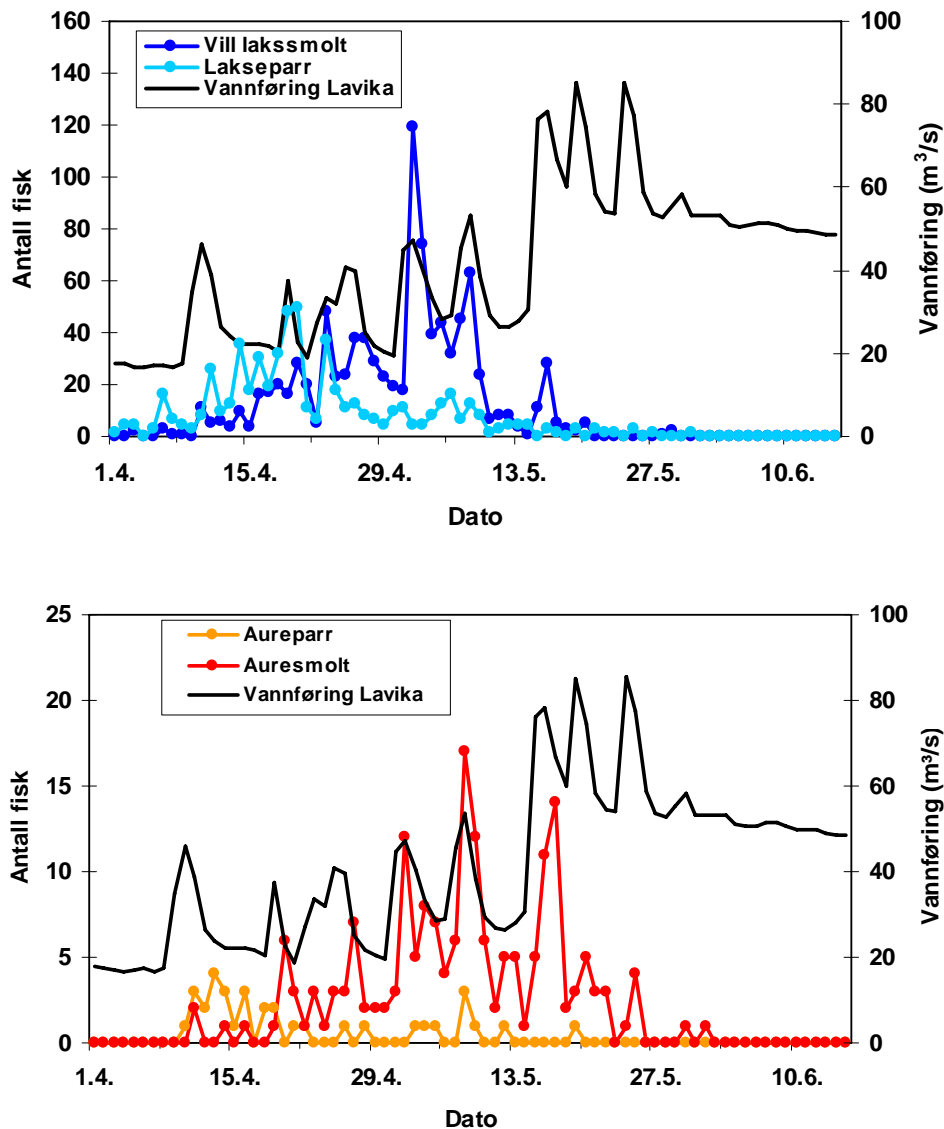 160
140
120
100
80
60
40
20
0
Antall fisk
Vill lakssmolt
Lakseparr
Vannføring Lavika
100
80
60
40
20
0
Vannføring (m³/s)
1.4. 15.4. 29.4. 13.5. 27.5. 10.6.
Dato
25
20
15
10
5
0
Antall fisk
Aureparr
Auresmolt
Vannføring Lavika
100
80
60
40
20
0
Vannføring (m³/s)
1.4. 15.4. 29.4. 13.5. 27.5. 10.6.
Dato